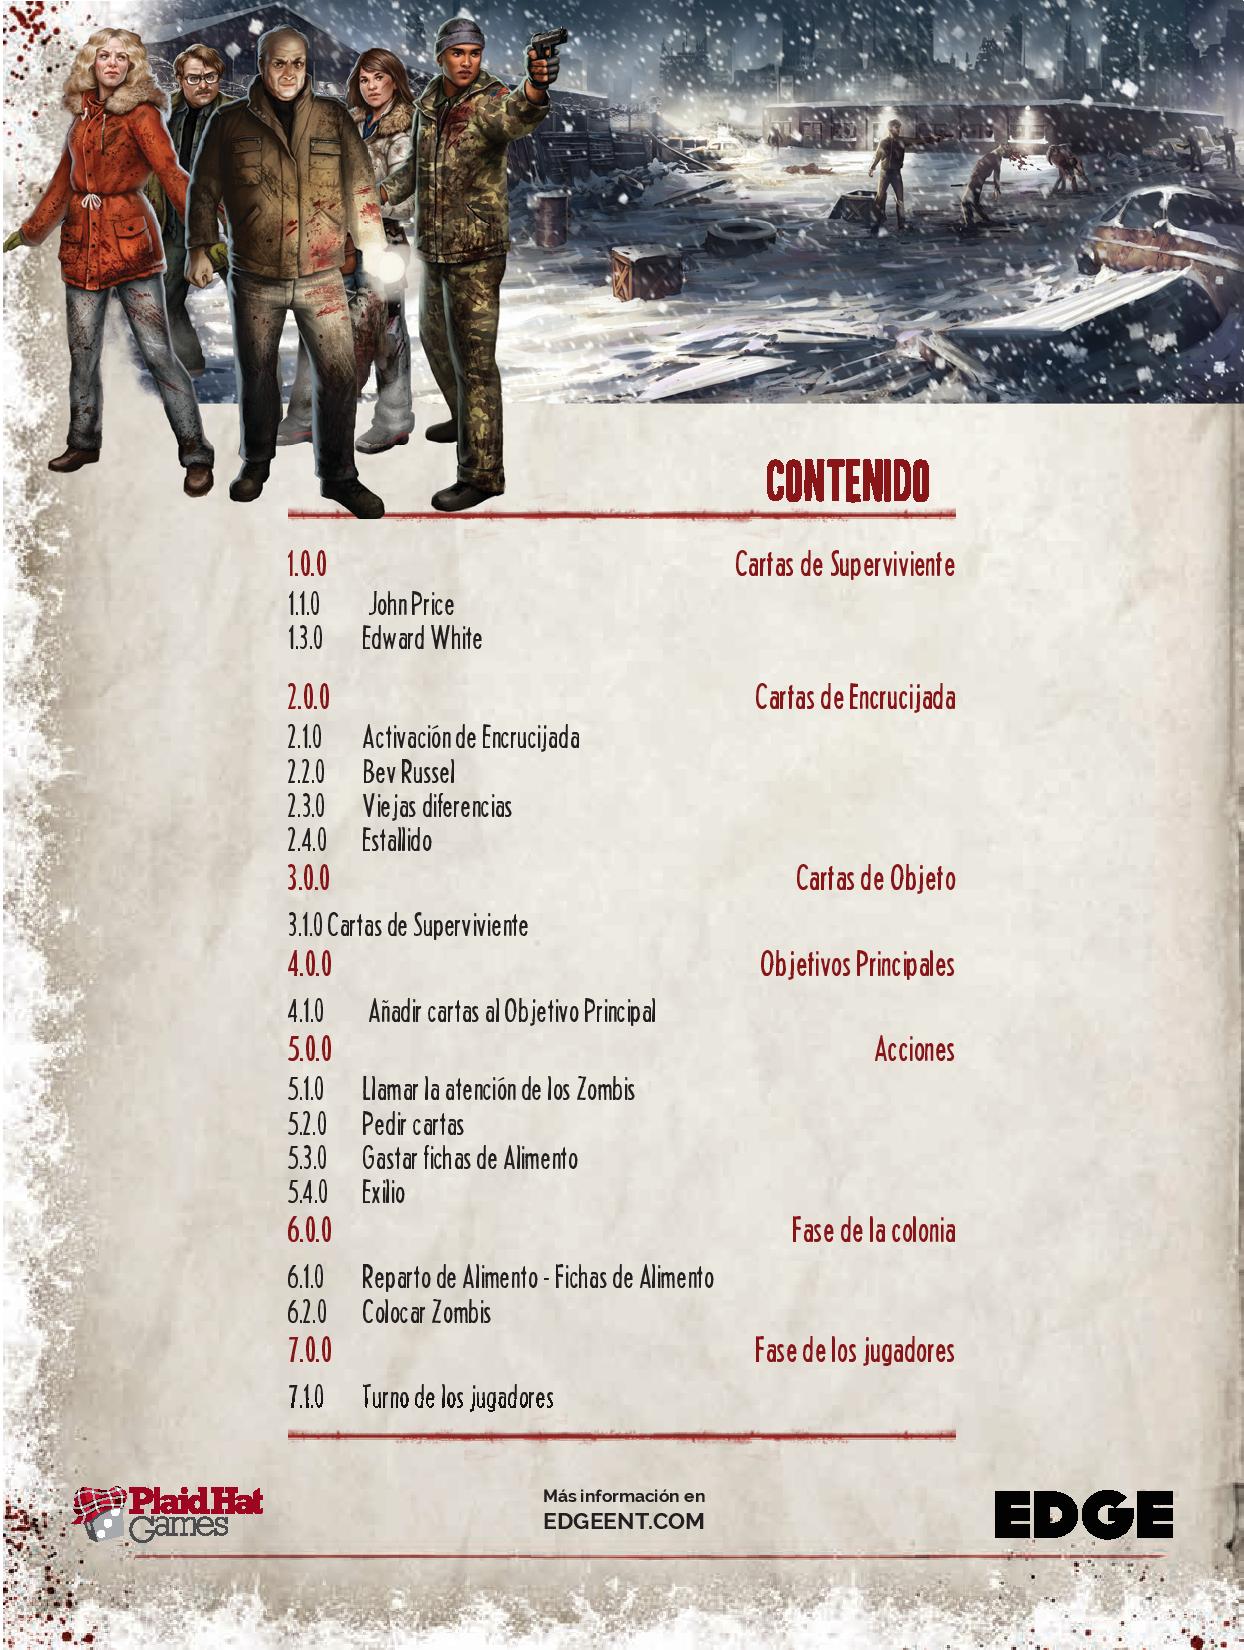 CONTENIDO
1.0.0 Cartas de Superviviente
1.1.0 John Price
1.3.0 Edward White
2.0.0 Cartas de Encrucijada
2.1.0 Activación de Encrucijada
2.2.0 Bev Russel
2.3.0 Viejas diferencias
2.4.0 Estallido
3.0.0 Cartas de Objeto
3.1.0 Cartas de Superviviente
4.0.0 Objetivos Principales
4.1.0 Añadir cartas al Objetivo Principal
5.0.0 Acciones
5.1.0 Llamar la atención de los Zombis
5.2.0 Pedir cartas
5.3.0 Gastar fichas de Alimento
5.4.0 Exilio
6.0.0 Fase de la colonia
6.1.0 Reparto de Alimento - Fichas de Alimento
6.2.0 Colocar Zombis
7.0.0 Fase de los jugadores
7.1.0 Turno de los jugadores
Plaid Hat
Games
Más información en
EDGEENT.COM
EDGE